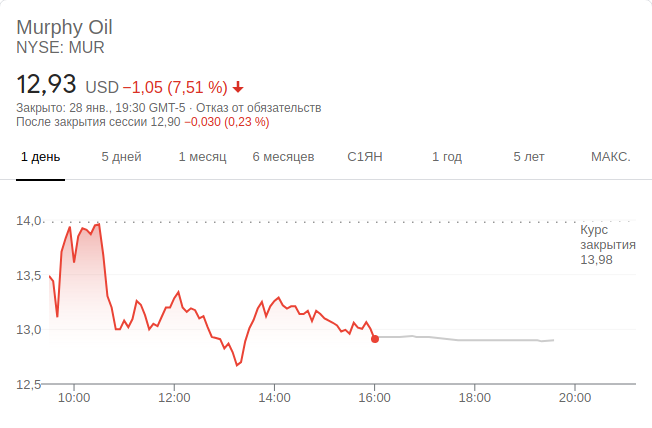 Murphy Oil
NYSE: MUR
12,93 USD −1,05 (7,51 %)
Закрыто: 28 янв., 19:30 GMT-5 · Отказ от обязательств
После закрытия сессии 12,90 −0,030 (0,23 %)
1 день 5 дней 1 месяц 6 месяцев С1ЯН 1 год 5 лет МАКС.
14,0
Курс
закрытия
13,98
13,5
13,0
12,5
10:00 12:00 14:00 16:00 18:00 20:00